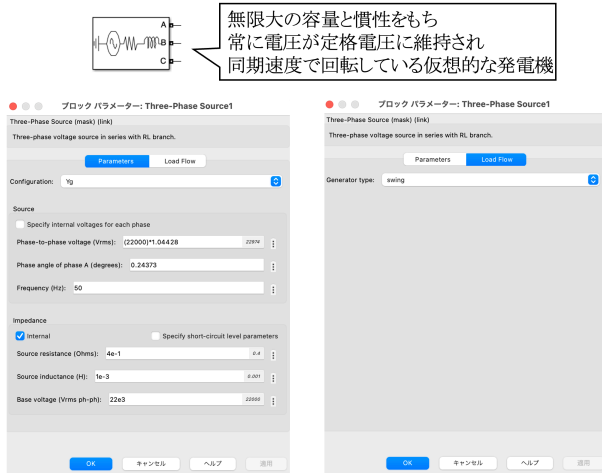 A
B
C
無限大の容量と慣性をもち
常に電圧が定格電圧に維持され
同期速度で回転している仮想的な発電機
ブロック パラメーター: Three-Phase Source1
Three-Phase Source (mask) (link)
Three-phase voltage source in series with RL branch.
Parameters
Load Flow
Configuration: Yg
Source
Specify internal voltages for each phase
Phase-to-phase voltage (Vrms): (22000)*1.04428 22974
Phase angle of phase A (degrees): 0.24373
Frequency (Hz): 50
Impedance
Internal
Specify short-circuit level parameters
Source resistance (Ohms): 4e-1 0.4
Source inductance (H): 1e-3 0.001
Base voltage (Vrms ph-ph): 22e3 22000
OK
キャンセル
ヘルプ
適用
ブロック パラメーター: Three-Phase Source1
Three-Phase Source (mask) (link)
Three-phase voltage source in series with RL branch.
Parameters
Load Flow
Generator type: swing
OK
キャンセル
ヘルプ
適用